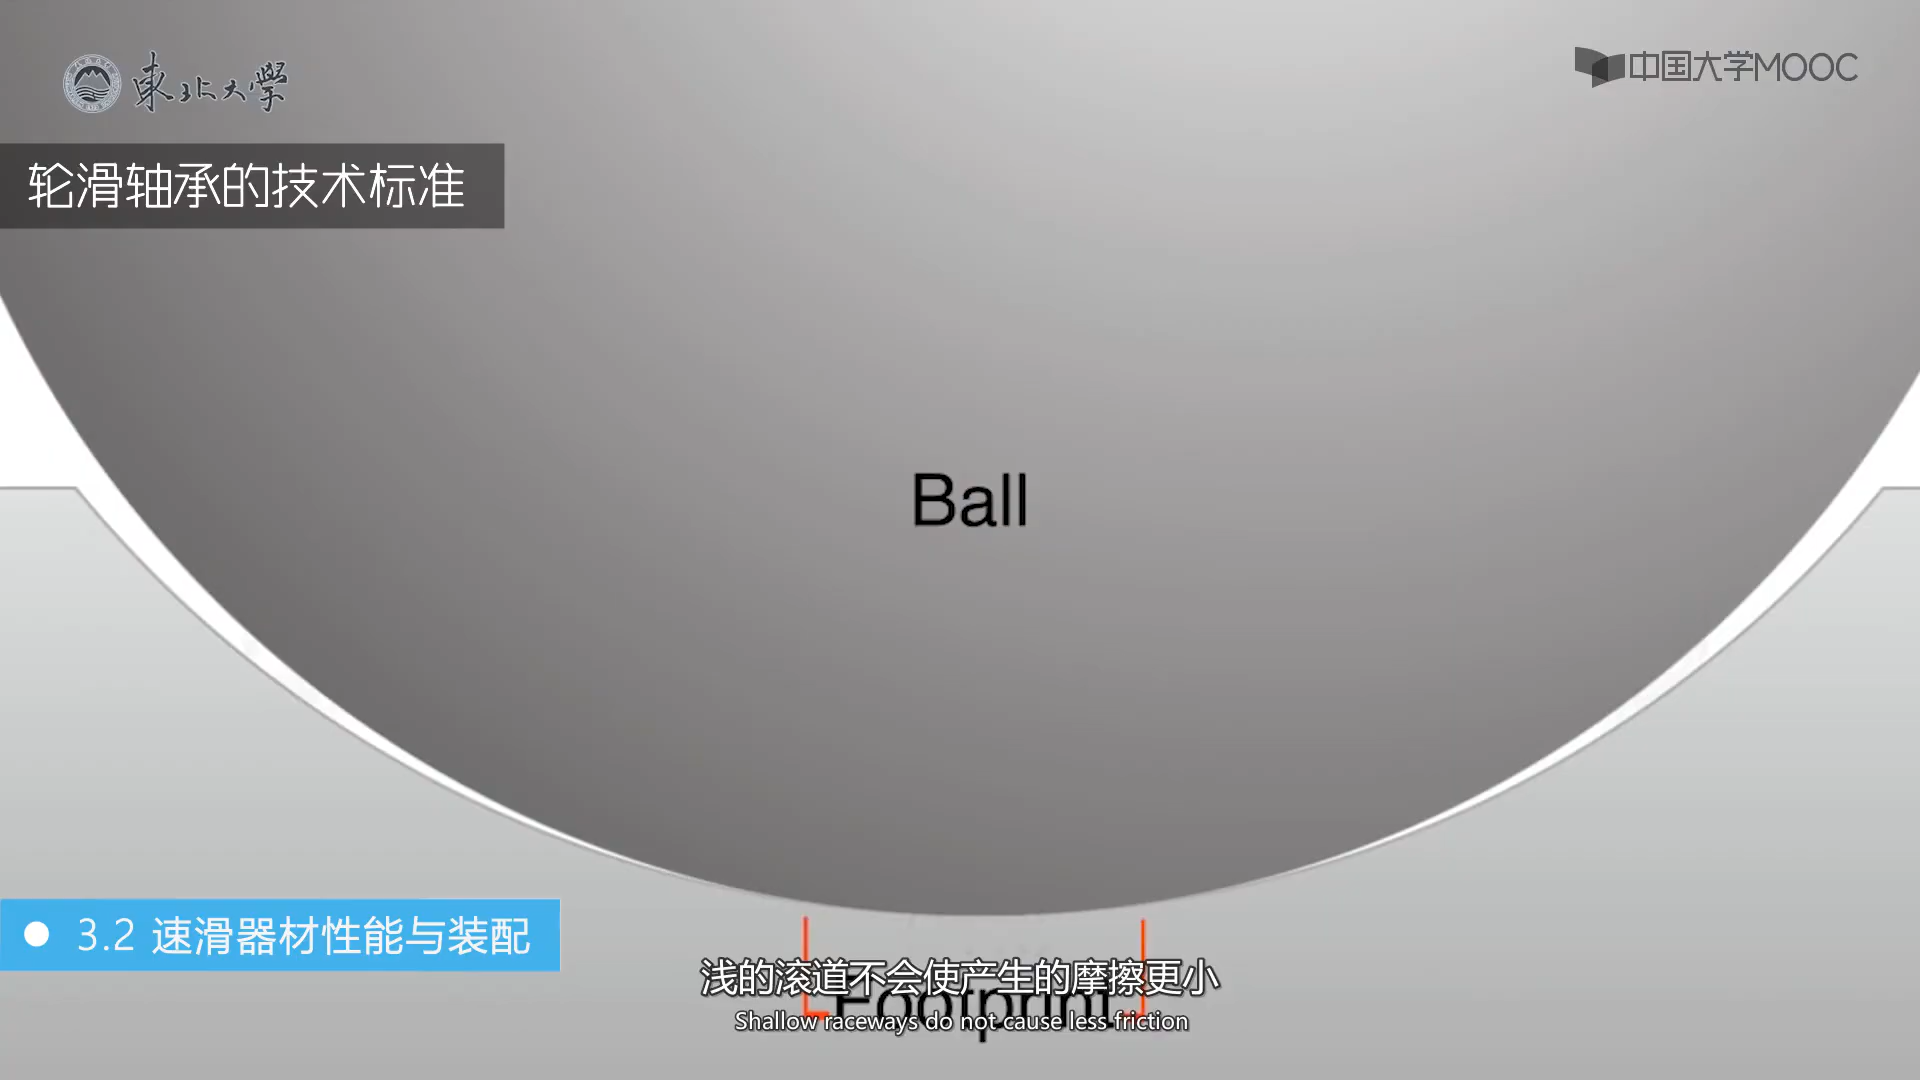 東北大學
中国大学MOOC
轮滑轴承的技术标准
Ball
3.2 速滑器材性能与装配
浅的滚道不会使产生的摩擦更小
Footprint
Shallow raceways do not cause less friction